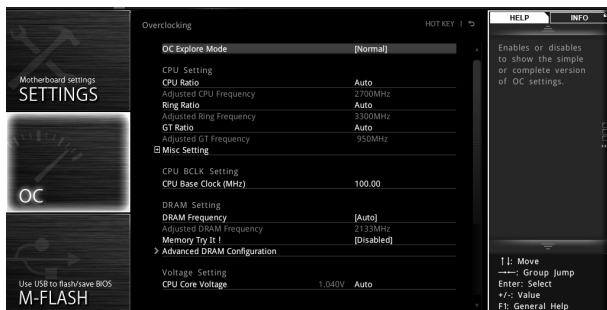 Overclocking
HOT KEY |
HELP
INFO
Motherboard settings
SETTINGS
OC
Use USB to flash/save BIOS
M-FLASH
OC Explore Mode [Normal]
CPU Setting
CPU Ratio Auto
Adjusted CPU Frequency 2700MHz
Ring Ratio Auto
Adjusted Ring Frequency 3300MHz
GT Ratio Auto
Adjusted GT Frequency 950MHz
Misc Setting
CPU BCLK Setting
CPU Base Clock (MHz) 100.00
DRAM Setting
DRAM Frequency [Auto]
Adjusted DRAM Frequency 2133MHz
Memory Try It ! [Disabled]
> Advanced DRAM Configuration
Voltage Setting
CPU Core Voltage 1.040V Auto
Enables or disables
to show the simple
or complete version
of OC settings.
↑↓: Move
→←: Group Jump
Enter: Select
+/-: Value
F1: General Help